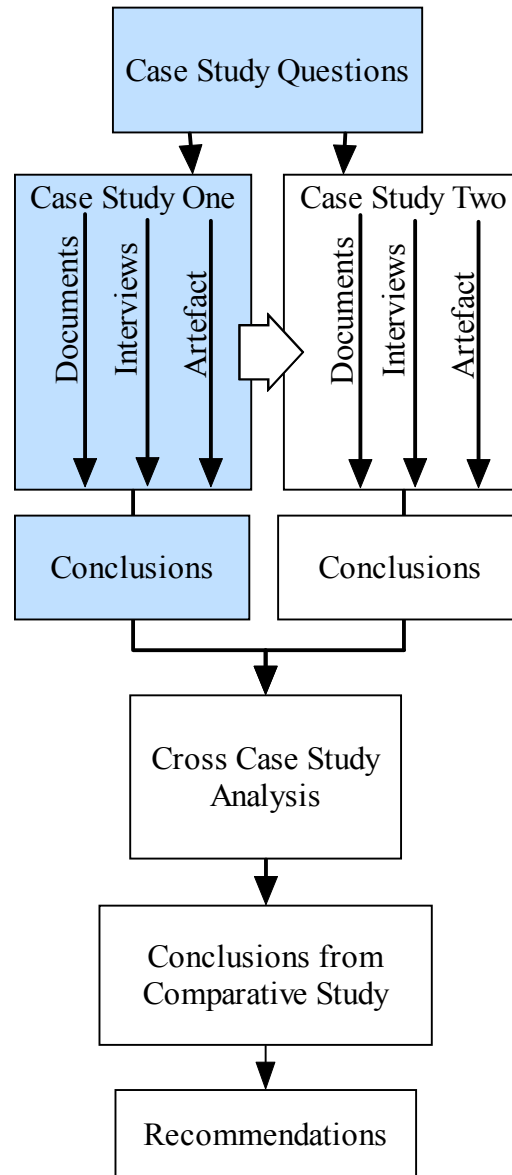 Case Study Questions
Case Study One
Documents
Interviews
Artefact
Case Study Two
Documents
Interviews
Artefact
Conclusions
Conclusions
Cross Case Study
Analysis
Conclusions from
Comparative Study
Recommendations